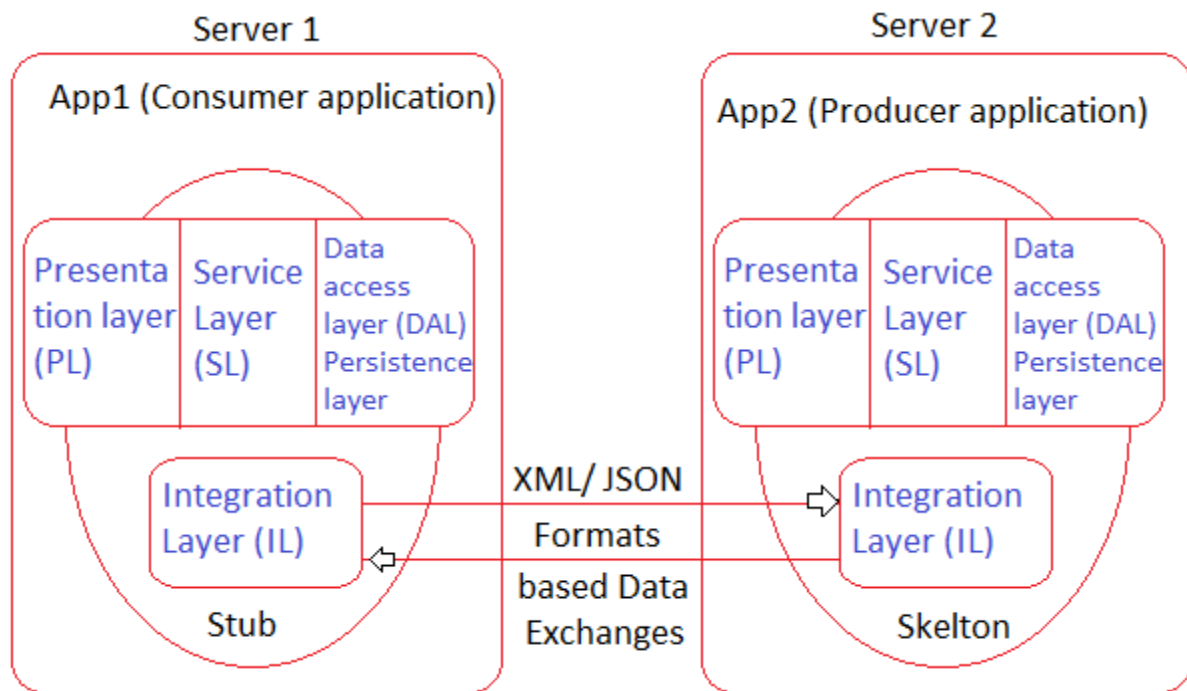 Server 1
App1 (Consumer application)
Presenta
tion layer
(PL)
Service
Layer
(SL)
Data
access
layer (DAL)
Persistence
layer
Integration
Layer (IL)
Stub
XML/ JSON
Formats
based Data
Exchanges
Server 2
App2 (Producer application)
Presenta
tion layer
(PL)
Service
Layer
(SL)
Data
access
layer (DAL)
Persistence
layer
Integration
Layer (IL)
Skelton